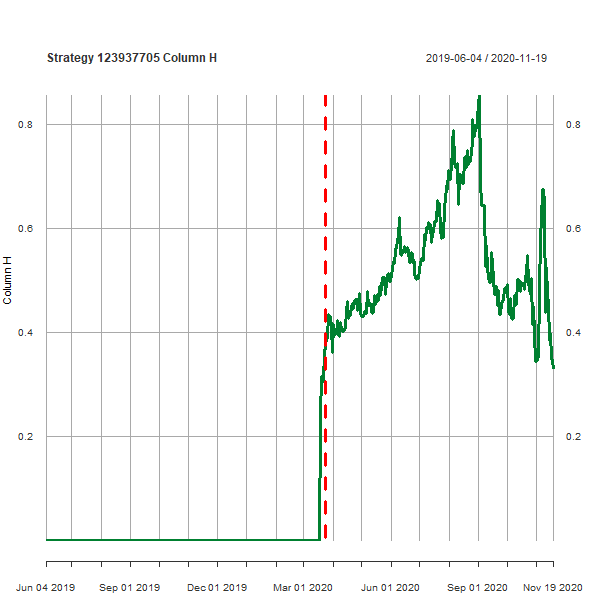 Strategy 123937705 Column H
2019-06-04 / 2020-11-19
0.8
0.8
0.6
0.6
Column H
0.4
0.4
0.2
0.2
Jun 04 2019
Sep 01 2019
Dec 01 2019
Mar 01 2020
Jun 01 2020
Sep 01 2020
Nov 19 2020